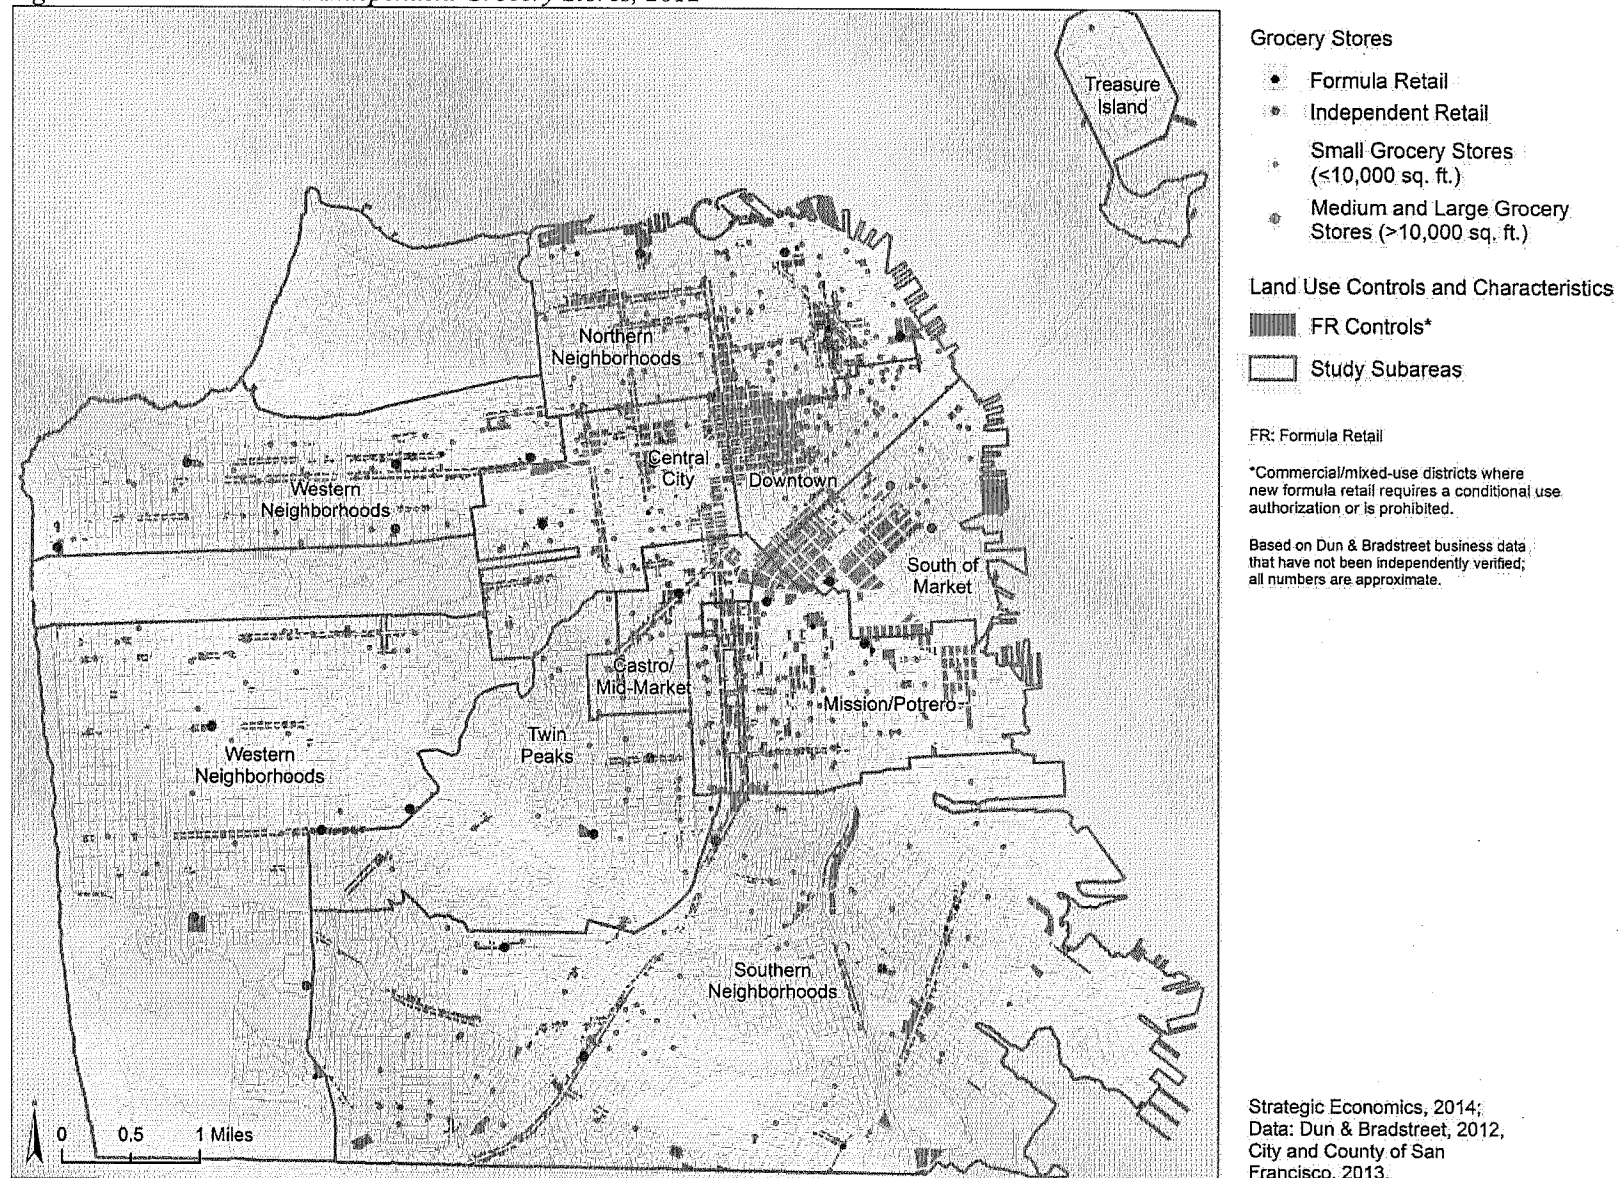 Independent Grocery Stores, 2012
Treasure
Island
Northern
Neighborhoods
Central
City
Downtown
Western
Neighborhoods
South of
Market
Castro/
Mid-Market
Mission/Potrero
Twin
Peaks
Western
Neighborhoods
Southern
Neighborhoods
0 0.5 1 Miles
Grocery Stores
Formula Retail
Independent Retail
Small Grocery Stores
(<10,000 sq. ft.)
Medium and Large Grocery
Stores (>10,000 sq. ft.)
Land Use Controls and Characteristics
FR Controls*
Study Subareas
FR: Formula Retail
*Commercial/mixed-use districts where
new formula retail requires a conditional use
authorization or is prohibited.
Based on Dun & Bradstreet business data
that have not been independently verified;
all numbers are approximate.
Strategic Economics, 2014;
Data: Dun & Bradstreet, 2012,
City and County of San
Francisco, 2013.